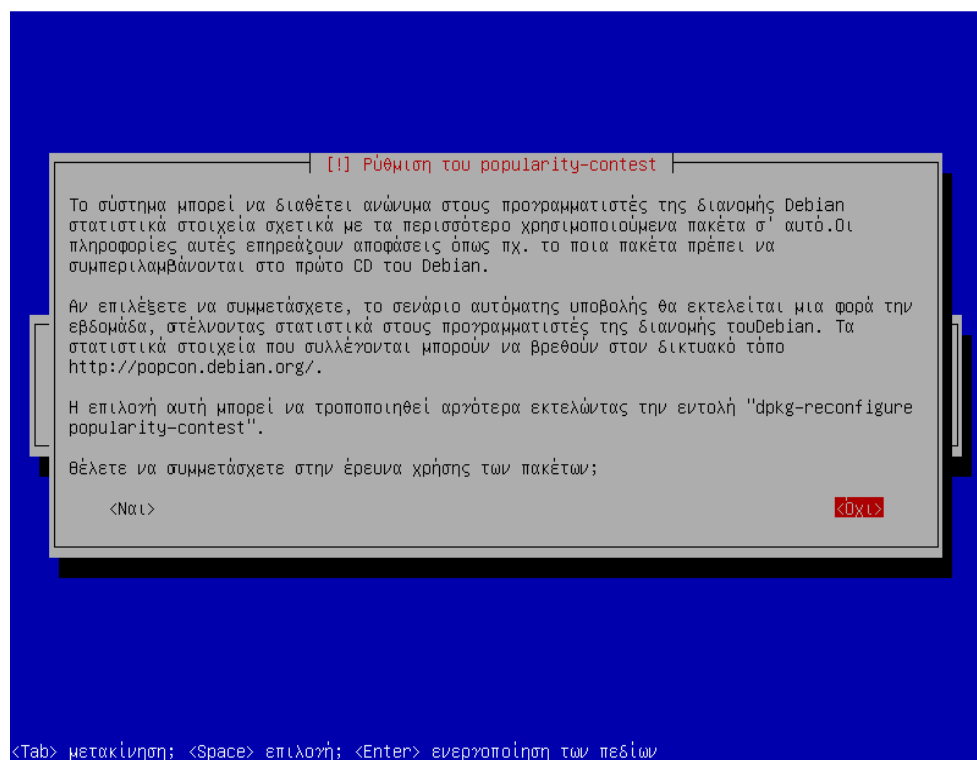 [!] Ρύθμιση του popularity-contest
Το σύστημα μπορεί να διαθέτει ανώνυμα στους προγραμματιστές της διανομής Debian
στατιστικά στοιχεία σχετικά με τα περισσότερο χρησιμοποιούμενα πακέτα σ' αυτό.Οι
πληροφορίες αυτές επηρεάζουν αποφάσεις όπως πχ. το ποια πακέτα πρέπει να
συμπεριλαμβάνονται στο πρώτο CD του Debian.
Αν επιλέξετε να συμμετάσχετε, το σενάριο αυτόματης υποβολής θα εκτελείται μια φορά την
εβδομάδα, στέλνοντας στατιστικά στους προγραμματιστές της διανομής τουDebian. Τα
στατιστικά στοιχεία που συλλέγονται μπορούν να βρεθούν στον δικτυακό τόπο
http://popcon.debian.org/.
Η επιλογή αυτή μπορεί να τροποποιηθεί αργότερα εκτελώντας την εντολή "dpkg-reconfigure
popularity-contest".
Θέλετε να συμμετάσχετε στην έρευνα χρήσης των πακέτων;
<Ναι> <Όχι>
<Tab> μετακίνηση; <Space> επιλογή; <Enter> ενεργοποίηση των πεδίων